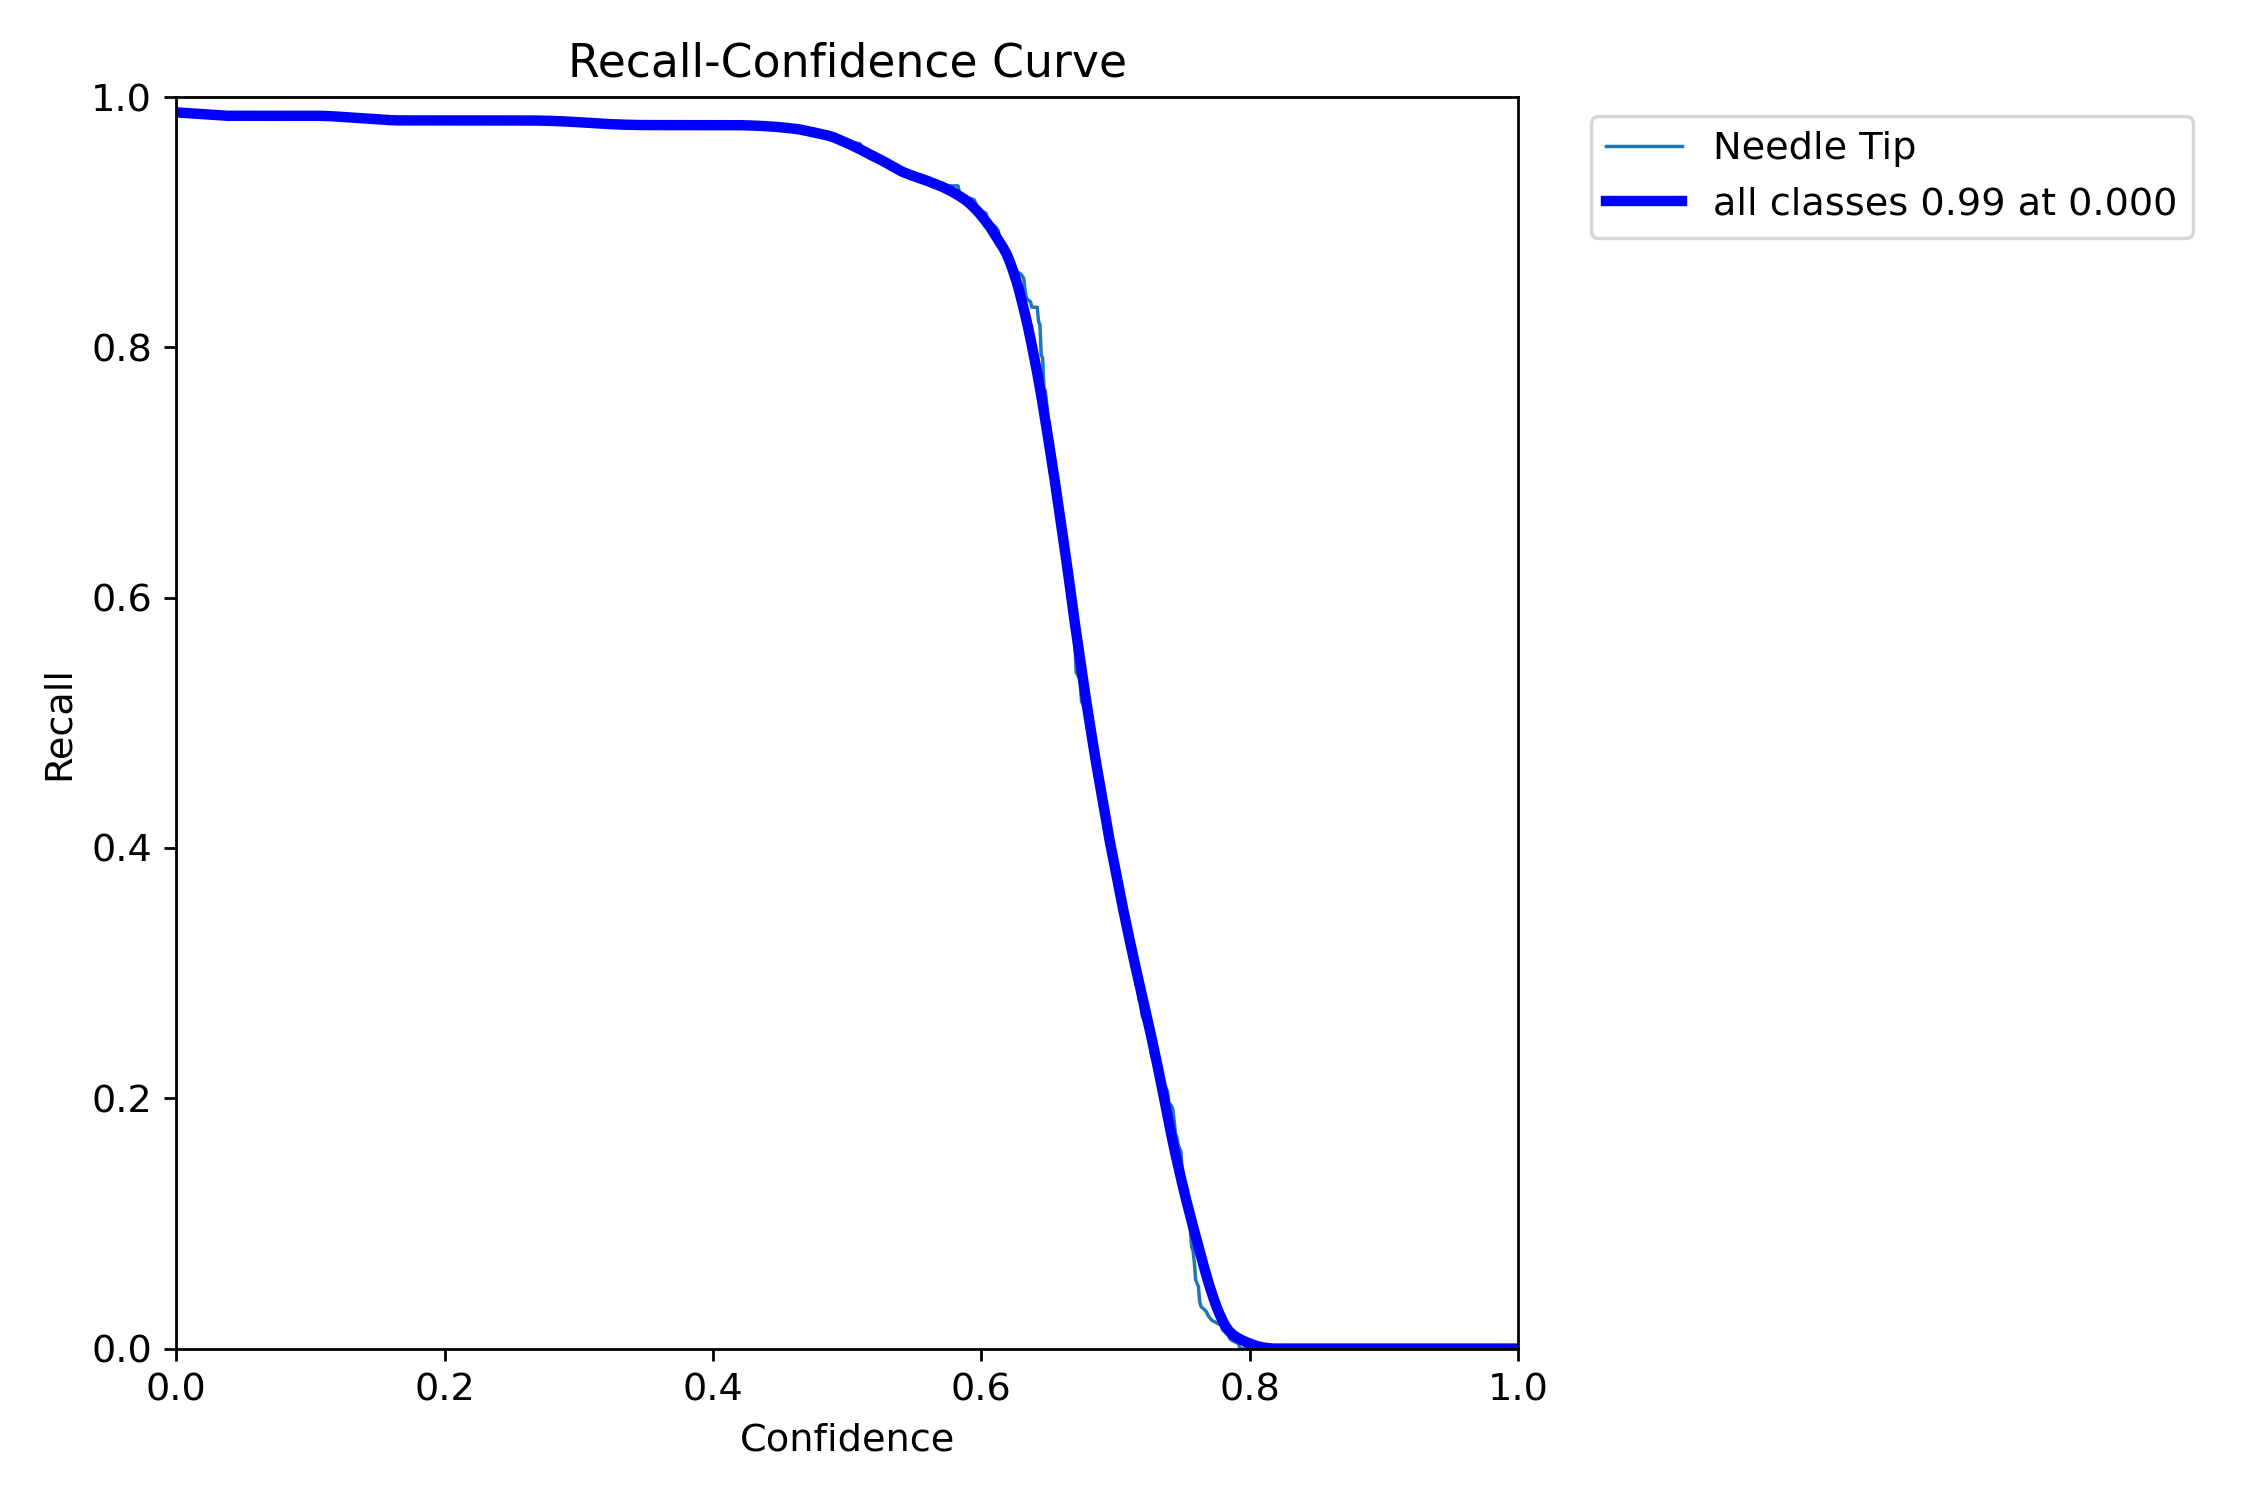 Recall-Confidence Curve
Needle Tip
all classes 0.99 at 0.000
1.0
0.8
0.6
0.4
0.2
0.0
Recall
0.0 0.2 0.4 0.6 0.8 1.0
Confidence